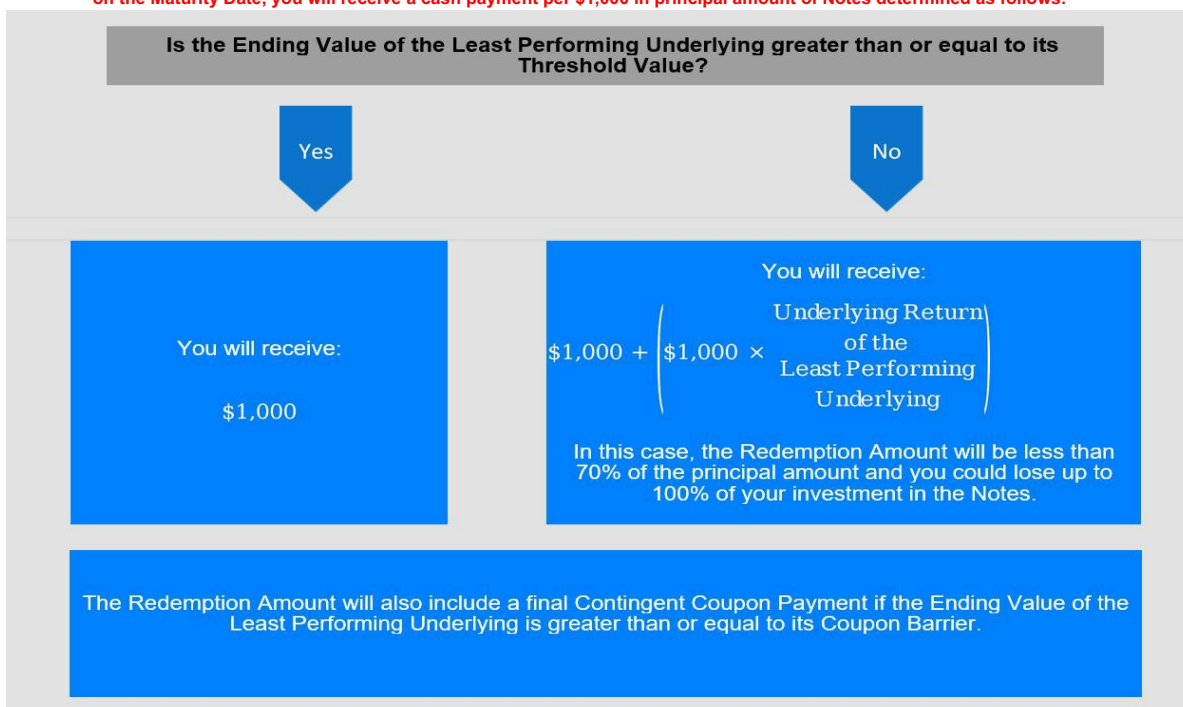 on the Maturity Date, you will receive a cash payment per $1,000 in principal amount of Notes determined as follows:
Is the Ending Value of the Least Performing Underlying greater than or equal to its
Threshold Value?
Yes
No
You will receive:
$1,000
You will receive:
$1,000 + ($1,000 × Underlying Return
of the
Least Performing
Underlying)
In this case, the Redemption Amount will be less than
70% of the principal amount and you could lose up to
100% of your investment in the Notes.
The Redemption Amount will also include a final Contingent Coupon Payment if the Ending Value of the
Least Performing Underlying is greater than or equal to its Coupon Barrier.